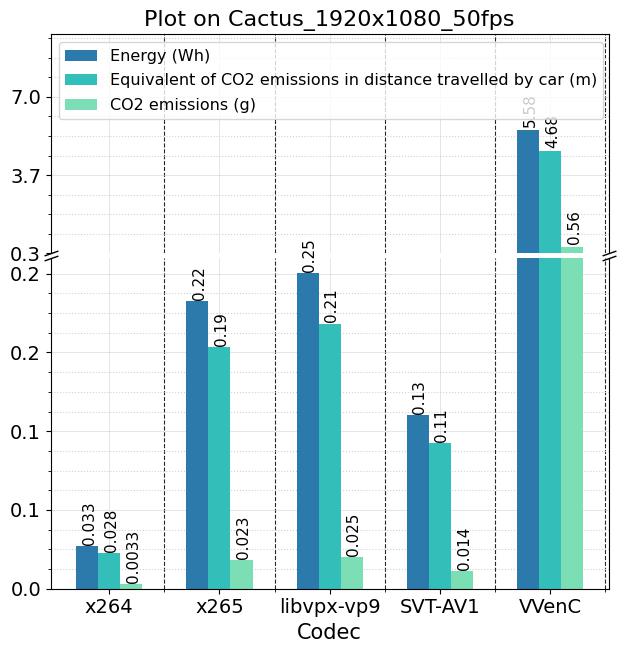 Plot on Cactus_1920x1080_50fps
Energy (Wh)
Equivalent of CO2 emissions in distance travelled by car (m)
CO2 emissions (g)
7.0
3.7
0.3
0.2
0.2
0.1
0.1
0.0
0.033
0.028
0.0033
0.22
0.19
0.023
0.25
0.21
0.025
0.13
0.11
0.014
5.58
4.68
0.56
x264
x265
libvpx-vp9
SVT-AV1
VVenC
Codec